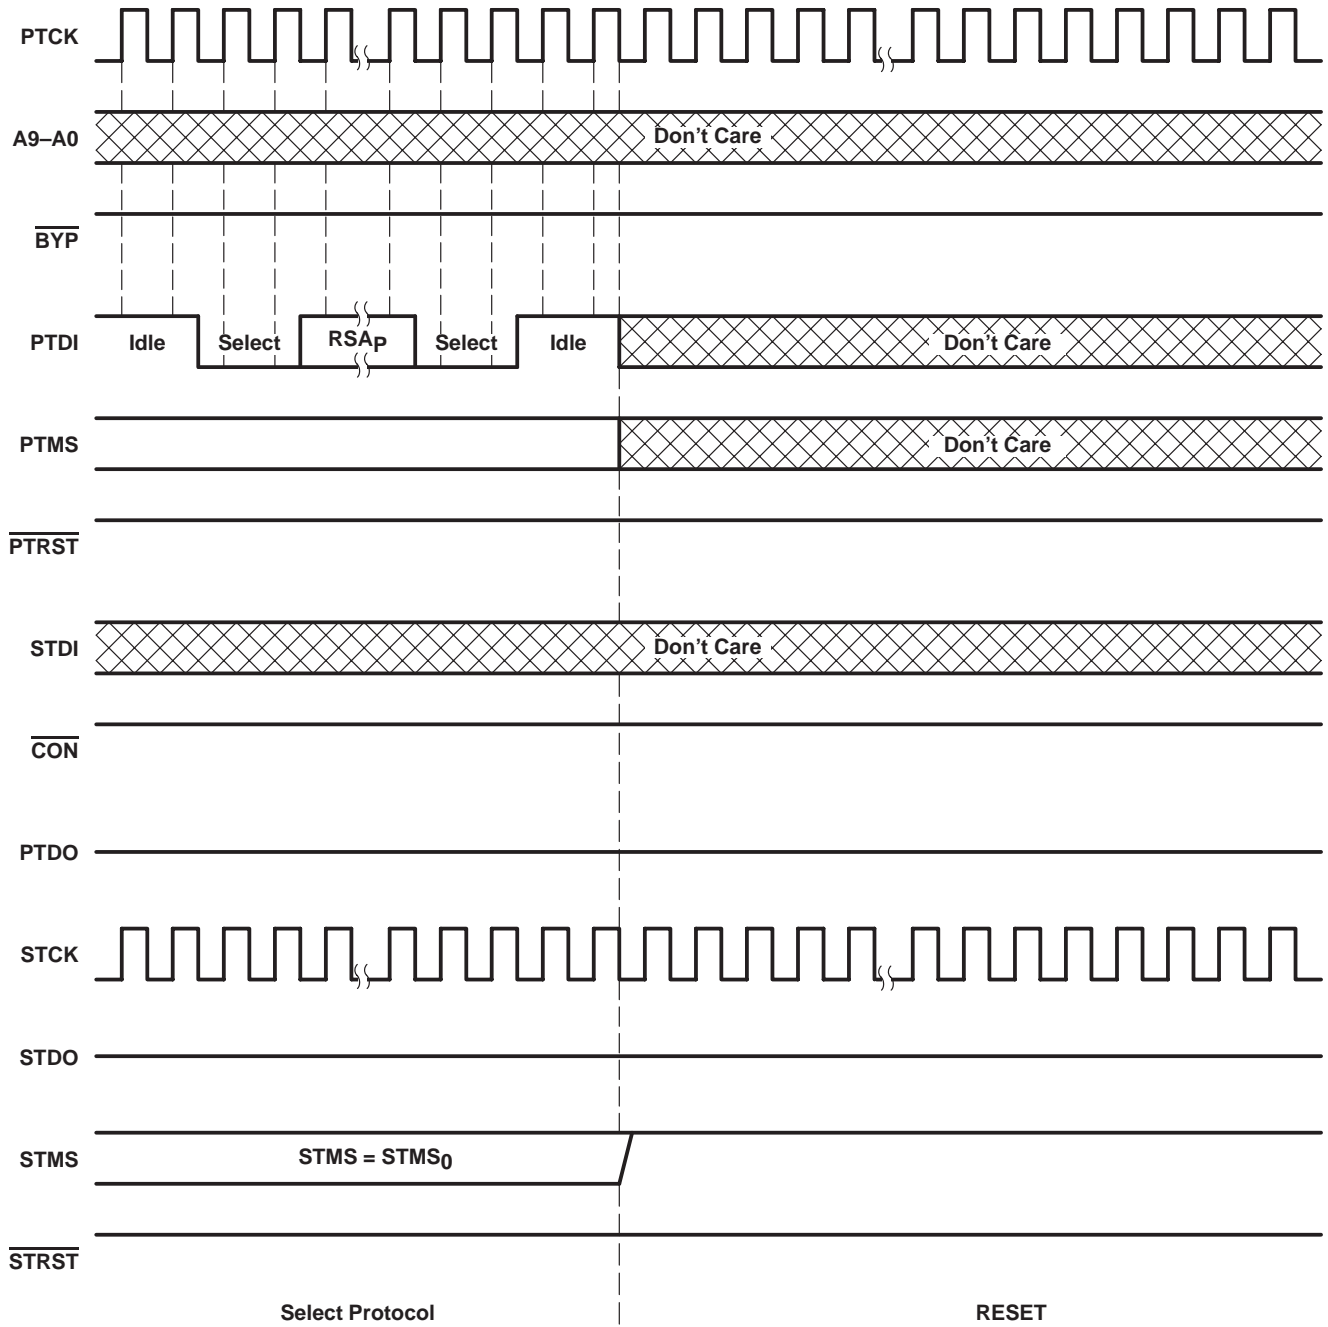 PTCK
A9–A0 Don't Care
BYP
PTDI Idle Select RSAP Select Idle Don't Care
PTMS Don't Care
PTRST
STDI Don't Care
CON
PTDO
STCK
STDO
STMS STMS = STMS0
STRST
Select Protocol RESET